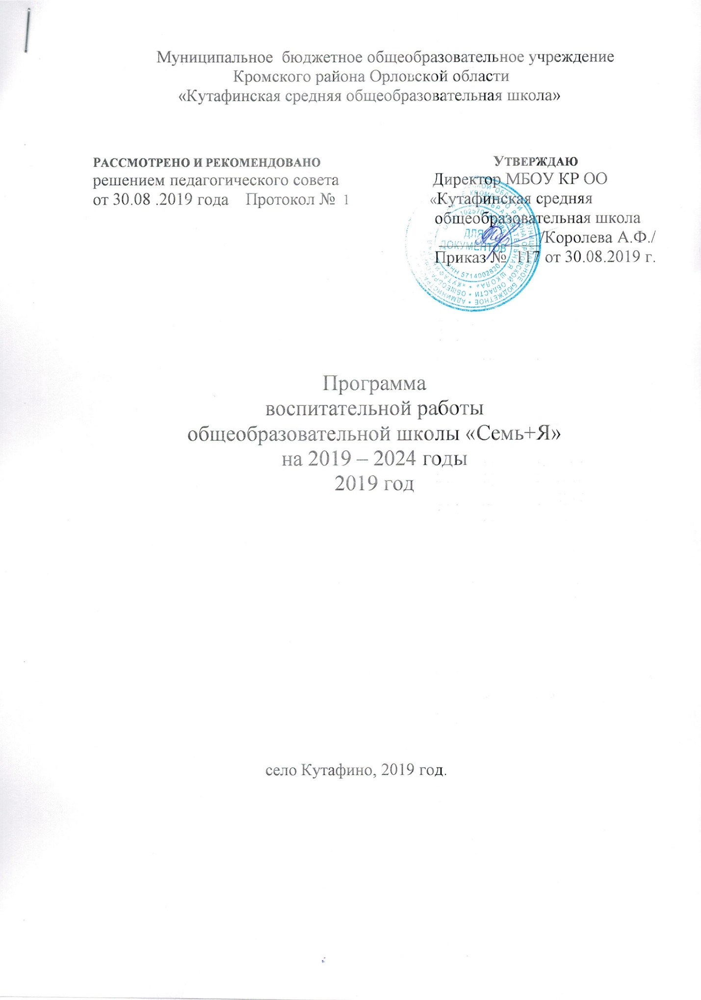 Муниципальное бюджетное общеобразовательное учреждение
Кромского района Орловской области
«Кутафинская средняя общеобразовательная школа»
РАССМОТРЕНО И РЕКОМЕНДОВАНО
решением педагогического совета
от 30.08 .2019 года Протокол № 1
УТВЕРЖДАЮ
Директор МБОУ КР ОО
«Кутафинская средняя
общеобразовательная школа
/Королева А.Ф./
Приказ № 117 от 30.08.2019 г.
ДЛЯ
ДОКУМЕНТОВ
ИНН 5714002820
Программа
воспитательной работы
общеобразовательной школы «Семь+Я»
на 2019 – 2024 годы
2019 год
село Кутафино, 2019 год.